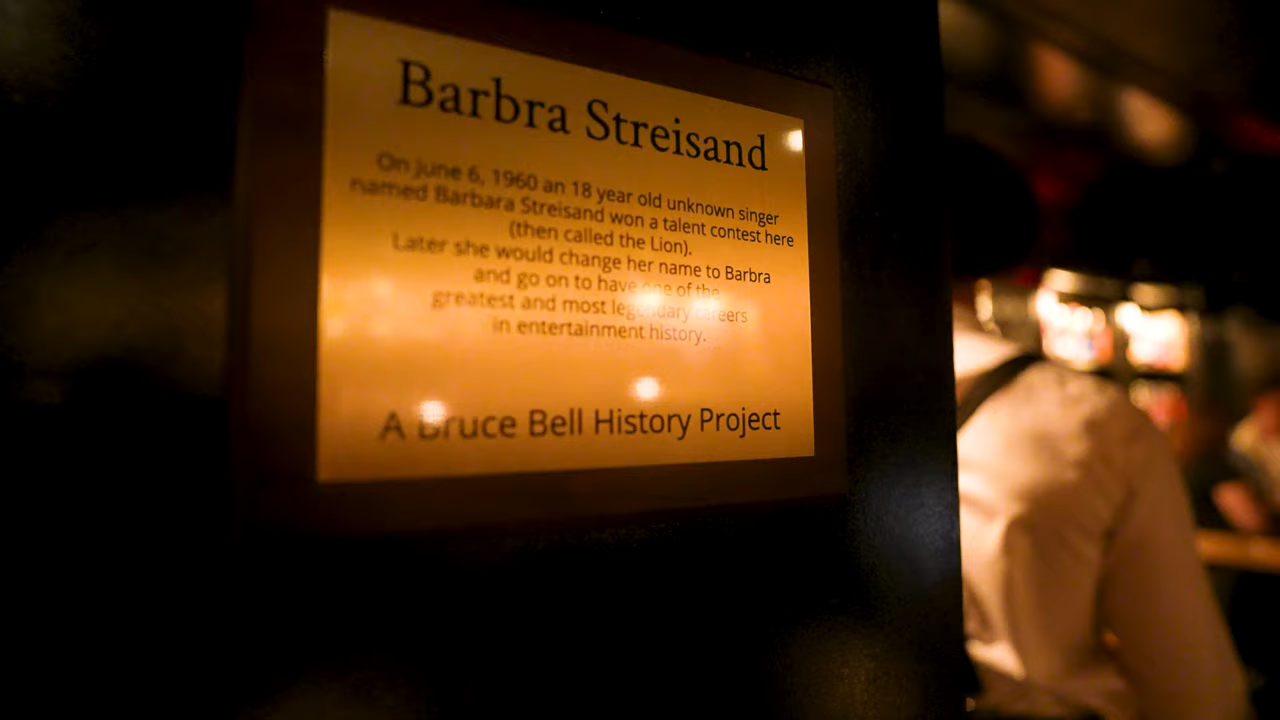 Barbra Streisand
On June 6, 1960 an 18 year old unknown singer
named Barbara Streisand won a talent contest here
(then called the Lion).
Later she would change her name to Barbra
and go on to have one of the
greatest and most legendary careers
in entertainment history.
A Bruce Bell History Project